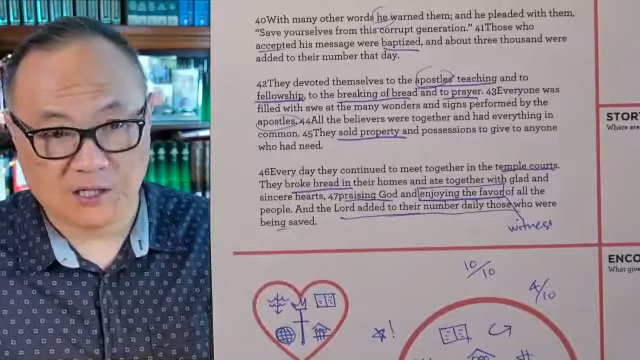 40With many other words he warned them; and he pleaded with them,
"Save yourselves from this corrupt generation." 41Those who
accepted his message were baptized, and about three thousand were
added to their number that day.
42They devoted themselves to the apostles' teaching and to
fellowship, to the breaking of bread and to prayer. 43Everyone was
filled with awe at the many wonders and signs performed by the
apostles. 44All the believers were together and had everything in
common. 45They sold property and possessions to give to anyone
who had need.
46Every day they continued to meet together in the temple courts.
They broke bread in their homes and ate together with glad and
sincere hearts, 47praising God and enjoying the favor of all the
people. And the Lord added to their number daily those who were
being saved.
witness
10/10
4/10
!
STOR
Where are
ENCO
What give